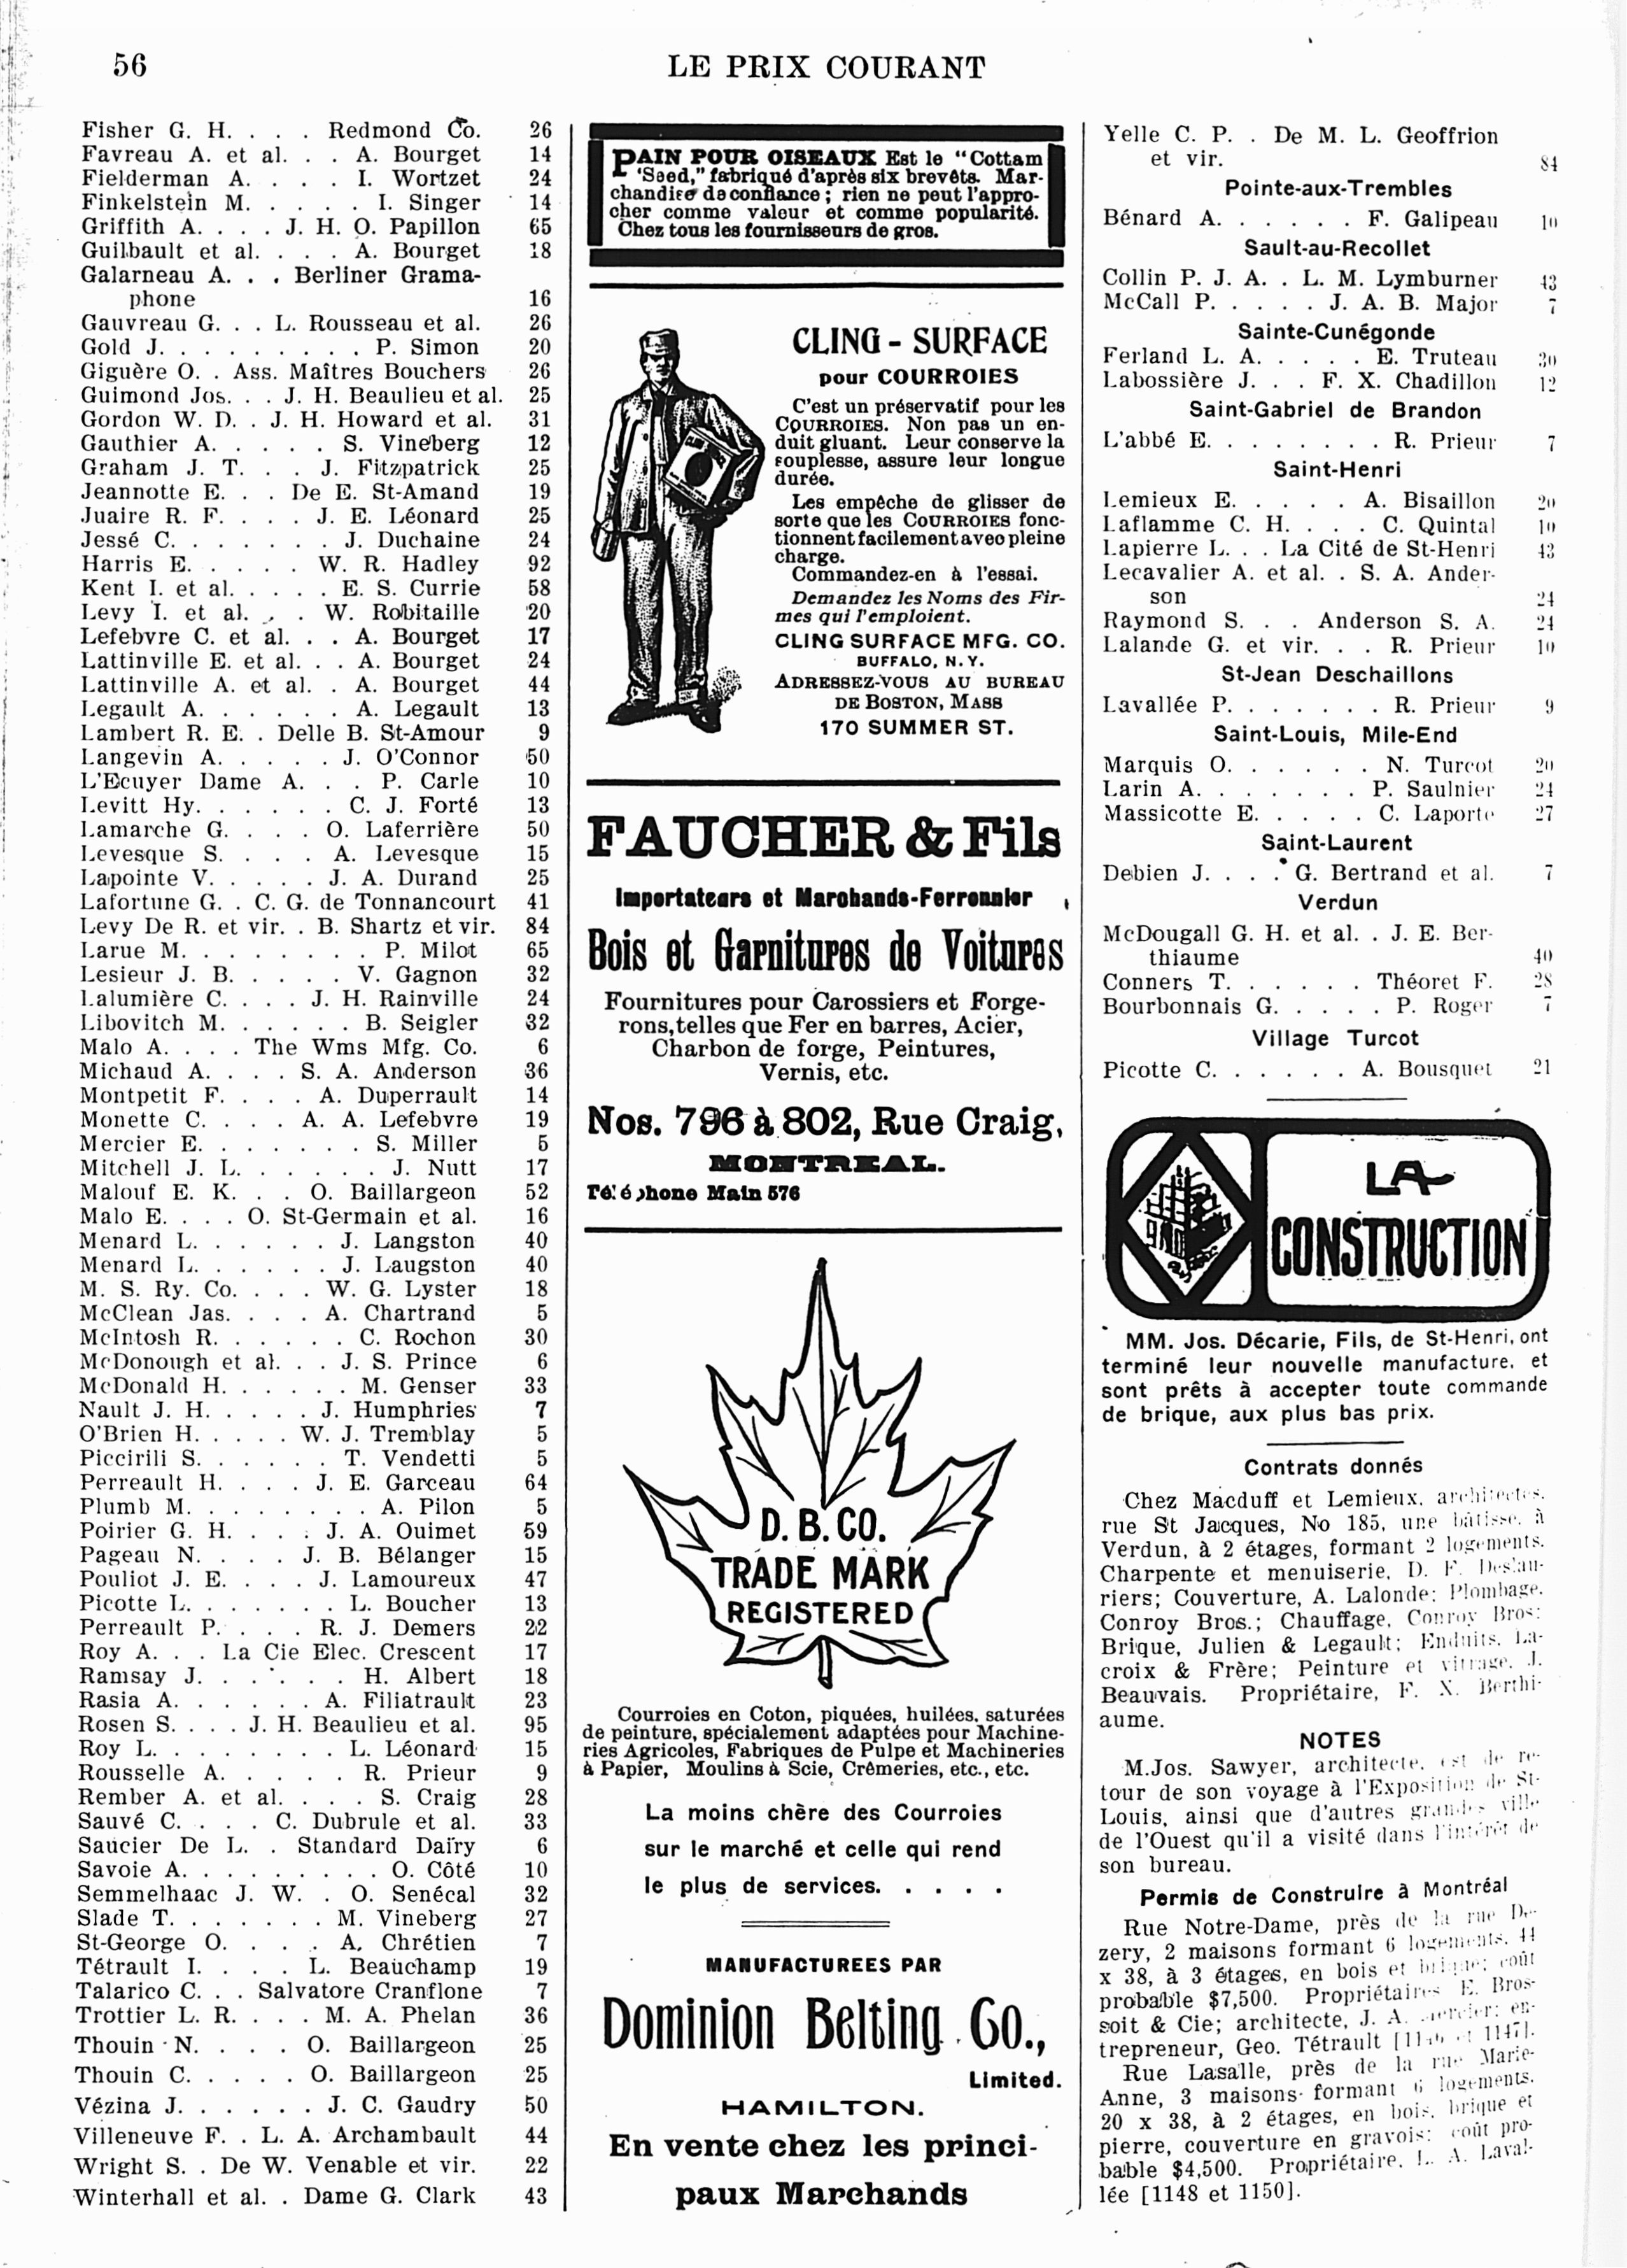 56
LE PRIX COURANT
Fisher G. H. . . . Redmond Co. 26
Favreau A. et al. . . A. Bourget 14
Fielderman A. . . . . I. Wortzet 24
Finkelstein M. . . . . . I. Singer 14
Griffith A. . . . J. H. O. Papillon 65
Guilbault et al. . . . A. Bourget 18
Galarneau A. . . Berliner Grama-
phone 16
Gauvreau G. . . L. Rousseau et al. 26
Gold J. . . . . . . . . P. Simon 20
Giguère O. . Ass. Maîtres Bouchers 26
Guimond Jos. . . J. H. Beaulieu et al. 25
Gordon W. D. . J. H. Howard et al. 31
Gauthier A. . . . . . S. Vineberg 12
Graham J. T. . . J. Fitzpatrick 25
Jeannotte E. . . De E. St-Amand 19
Juaire R. F. . . . J. E. Léonard 25
Jessé C. . . . . . . J. Duchaine 24
Harris E. . . . . W. R. Hadley 92
Kent I. et al. . . . . E. S. Currie 58
Levy I. et al. . . W. Robitaille 20
Lefebvre C. et al. . . A. Bourget 17
Lattinville E. et al. . . A. Bourget 24
Lattinville A. et al. . A. Bourget 44
Legault A. . . . . . . A. Legault 13
Lambert R. E. . Delle B. St-Amour 9
Langevin A. . . . . . J. O'Connor 50
L'Ecuyer Dame A. . . P. Carle 10
Levitt Hy. . . . . . C. J. Forté 13
Lamarche G. . . . O. Laferrière 50
Levesque S. . . . A. Levesque 15
Lapointe V. . . . . J. A. Durand 25
Lafortune G. . C. G. de Tonnancourt 41
Levy De R. et vir. . B. Shartz et vir. 84
Larue M. . . . . . . . . P. Milot 65
Lesieur J. B. . . . . V. Gagnon 32
Lalumière C. . . . J. H. Rainville 24
Libovitch M. . . . . . B. Seigler 32
Malo A. . . . The Wms Mfg. Co. 6
Michaud A. . . . S. A. Anderson 36
Montpetit F. . . . A. Duperrault 14
Monette C. . . . A. A. Lefebvre 19
Mercier E. . . . . . . S. Miller 5
Mitchell J. L. . . . . . J. Nutt 17
Malouf E. K. . . O. Baillargeon 52
Malo E. . . . O. St-Germain et al. 16
Menard L. . . . . . J. Langston 40
Menard L. . . . . . J. Laugston 40
M. S. Ry. Co. . . . W. G. Lyster 18
McClean Jas. . . . A. Chartrand 5
McIntosh R. . . . . . C. Rochon 30
McDonough et al. . . J. S. Prince 6
McDonald H. . . . . . M. Genser 33
Nault J. H. . . . . J. Humphries 7
O'Brien H. . . . . W. J. Tremblay 5
Piccirili S. . . . . . T. Vendetti 5
Perreault H. . . . J. E. Garceau 64
Plumb M. . . . . . . . A. Pilon 5
Poirier G. H. . . . J. A. Ouimet 59
Pageau N. . . . J. B. Bélanger 15
Pouliot J. E. . . . J. Lamoureux 47
Picotte L. . . . . . . L. Boucher 13
Perreault P. . . . R. J. Demers 22
Roy A. . . La Cie Elec. Crescent 17
Ramsay J. . . . . . H. Albert 18
Rasia A. . . . . . A. Filiatrault 23
Rosen S. . . . J. H. Beaulieu et al. 95
Roy L. . . . . . . . L. Léonard 15
Rousselle A. . . . . R. Prieur 9
Rember A. et al. . . . S. Craig 28
Sauvé C. . . . C. Dubrule et al. 33
Saucier De L. . Standard Dairy 6
Savoie A. . . . . . . . . O. Côté 10
Semmelhaac J. W. . O. Senécal 32
Slade T. . . . . . . M. Vineberg 27
St-George O. . . . A. Chrétien 7
Tétrault I. . . . L. Beauchamp 19
Talarico C. . . Salvatore Cranflone 7
Trottier L. R. . . . M. A. Phelan 36
Thouin N. . . . O. Baillargeon 25
Thouin C. . . . . O. Baillargeon 25
Vézina J. . . . . . J. C. Gaudry 50
Villeneuve F. . L. A. Archambault 44
Wright S. . De W. Venable et vir. 22
Winterhall et al. . Dame G. Clark 43
PAIN POUR OISEAUX Est le "Cottam
'Seed," fabriqué d'après six brevêts. Mar-
chandise de confiance ; rien ne peut l'appro-
cher comme valeur et comme popularité.
Chez tous les fournisseurs de gros.
CLING - SURFACE
pour COURROIES
C'est un préservatif pour les
COURROIES. Non pas un en-
duit gluant. Leur conserve la
souplesse, assure leur longue
durée.
Les empêche de glisser de
sorte que les COURROIES fonc-
tionnent facilement avec pleine
charge.
Commandez-en à l'essai.
Demandez les Noms des Fir-
mes qui l'emploient.
CLING SURFACE MFG. CO.
BUFFALO, N.Y.
ADRESSEZ-VOUS AU BUREAU
DE BOSTON, MASS
170 SUMMER ST.
FAUCHER & Fils
Importateurs et Marchands-Ferronnier
Bois et Garnitures de Voitures
Fournitures pour Carossiers et Forge-
rons, telles que Fer en barres, Acier,
Charbon de forge, Peintures,
Vernis, etc.
Nos. 796 à 802, Rue Craig,
MONTREAL.
Téléphone Main 576
D. B. CO.
TRADE MARK
REGISTERED
Courroies en Coton, piquées, huilées, saturées
de peinture, spécialement adaptées pour Machine-
ries Agricoles, Fabriques de Pulpe et Machineries
à Papier, Moulins à Scie, Crêmeries, etc., etc.
La moins chère des Courroies
sur le marché et celle qui rend
le plus de services. . . . .
MANUFACTUREES PAR
Dominion Belting Co.,
Limited.
HAMILTON.
En vente chez les princi-
paux Marchands
Yelle C. P. . De M. L. Geoffrion
et vir. 84
Pointe-aux-Trembles
Bénard A. . . . . . F. Galipeau 10
Sault-au-Recollet
Collin P. J. A. . L. M. Lymburner 43
McCall P. . . . . J. A. B. Major 7
Sainte-Cunégonde
Ferland L. A. . . . . E. Truteau 30
Labossière J. . . F. X. Chadillon 12
Saint-Gabriel de Brandon
L'abbé E. . . . . . . . R. Prieur 7
Saint-Henri
Lemieux E. . . . . A. Bisaillon 20
Laflamme C. H. . . . C. Quintal 10
Lapierre L. . . La Cité de St-Henri 43
Lecavalier A. et al. . S. A. Ander-
son 24
Raymond S. . . Anderson S. A. 24
Lalande G. et vir. . . R. Prieur 10
St-Jean Deschaillons
Lavallée P. . . . . . . R. Prieur 9
Saint-Louis, Mile-End
Marquis O. . . . . . N. Turcot 20
Larin A. . . . . . . P. Saulnier 24
Massicotte E. . . . . C. Laporte 27
Saint-Laurent
Debien J. . . . G. Bertrand et al. 7
Verdun
McDougall G. H. et al. . J. E. Ber-
thiaume 40
Conners T. . . . . . Théoret F. 28
Bourbonnais G. . . . . P. Roger 7
Village Turcot
Picotte C. . . . . . A. Bousquet 21
LA
CONSTRUCTION
MM. Jos. Décarie, Fils, de St-Henri, ont
terminé leur nouvelle manufacture, et
sont prêts à accepter toute commande
de brique, aux plus bas prix.
Contrats donnés
Chez Macduff et Lemieux, architectes,
rue St Jacques, No 185, une bâtisse, à
Verdun, à 2 étages, formant 2 logements.
Charpente et menuiserie, D. F. Deslau-
riers; Couverture, A. Lalonde; Plombage,
Conroy Bros.; Chauffage, Conroy Bros;
Brique, Julien & Legault; Enduits, La-
croix & Frère; Peinture et vitrage, J.
Beauvais. Propriétaire, F. X. Berthi-
aume.
NOTES
M.Jos. Sawyer, architecte, est de re-
tour de son voyage à l'Exposition de St-
Louis, ainsi que d'autres grandes ville
de l'Ouest qu'il a visité dans l'intérêt de
son bureau.
Permis de Construire à Montréal
Rue Notre-Dame, près de la rue De-
zery, 2 maisons formant 6 logements, 44
x 38, à 3 étages, en bois et brique; coût
probable $7,500. Propriétaires E. Bros-
soit & Cie; architecte, J. A. en-
trepreneur, Geo. Tétrault [1146 et 1147].
Rue Lasalle, près de la rue Marie-
Anne, 3 maisons formant 6 logements,
20 x 38, à 2 étages, en bois, brique et
pierre, couverture en gravois; coût pro-
bable $4,500. Propriétaire, L. A. Laval-
lée [1148 et 1150].